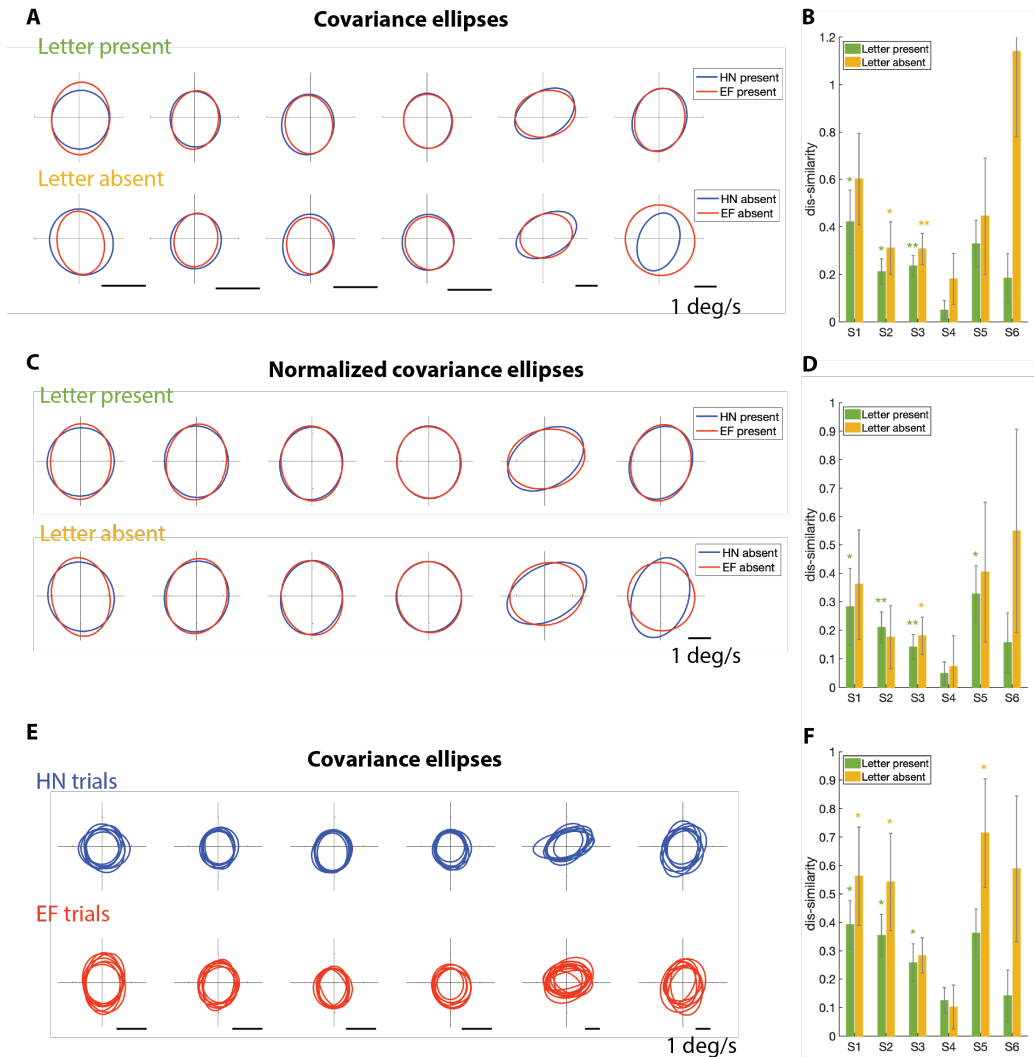 A
Covariance ellipses
Letter present
HN present
EF present
Letter absent
HN absent
EF absent
1 deg/s
B
1.2
1
0.8
0.6
0.4
0.2
0
dis-similarity
Letter present
Letter absent
*
*
*
**
**
S1 S2 S3 S4 S5 S6
C
Normalized covariance ellipses
Letter present
HN present
EF present
Letter absent
HN absent
EF absent
1 deg/s
D
1
0.9
0.8
0.7
0.6
0.5
0.4
0.3
0.2
0.1
0
dis-similarity
Letter present
Letter absent
*
**
**
*
*
S1 S2 S3 S4 S5 S6
E
Covariance ellipses
HN trials
EF trials
1 deg/s
F
1
0.9
0.8
0.7
0.6
0.5
0.4
0.3
0.2
0.1
0
dis-similarity
Letter present
Letter absent
*
*
*
*
*
*
S1 S2 S3 S4 S5 S6